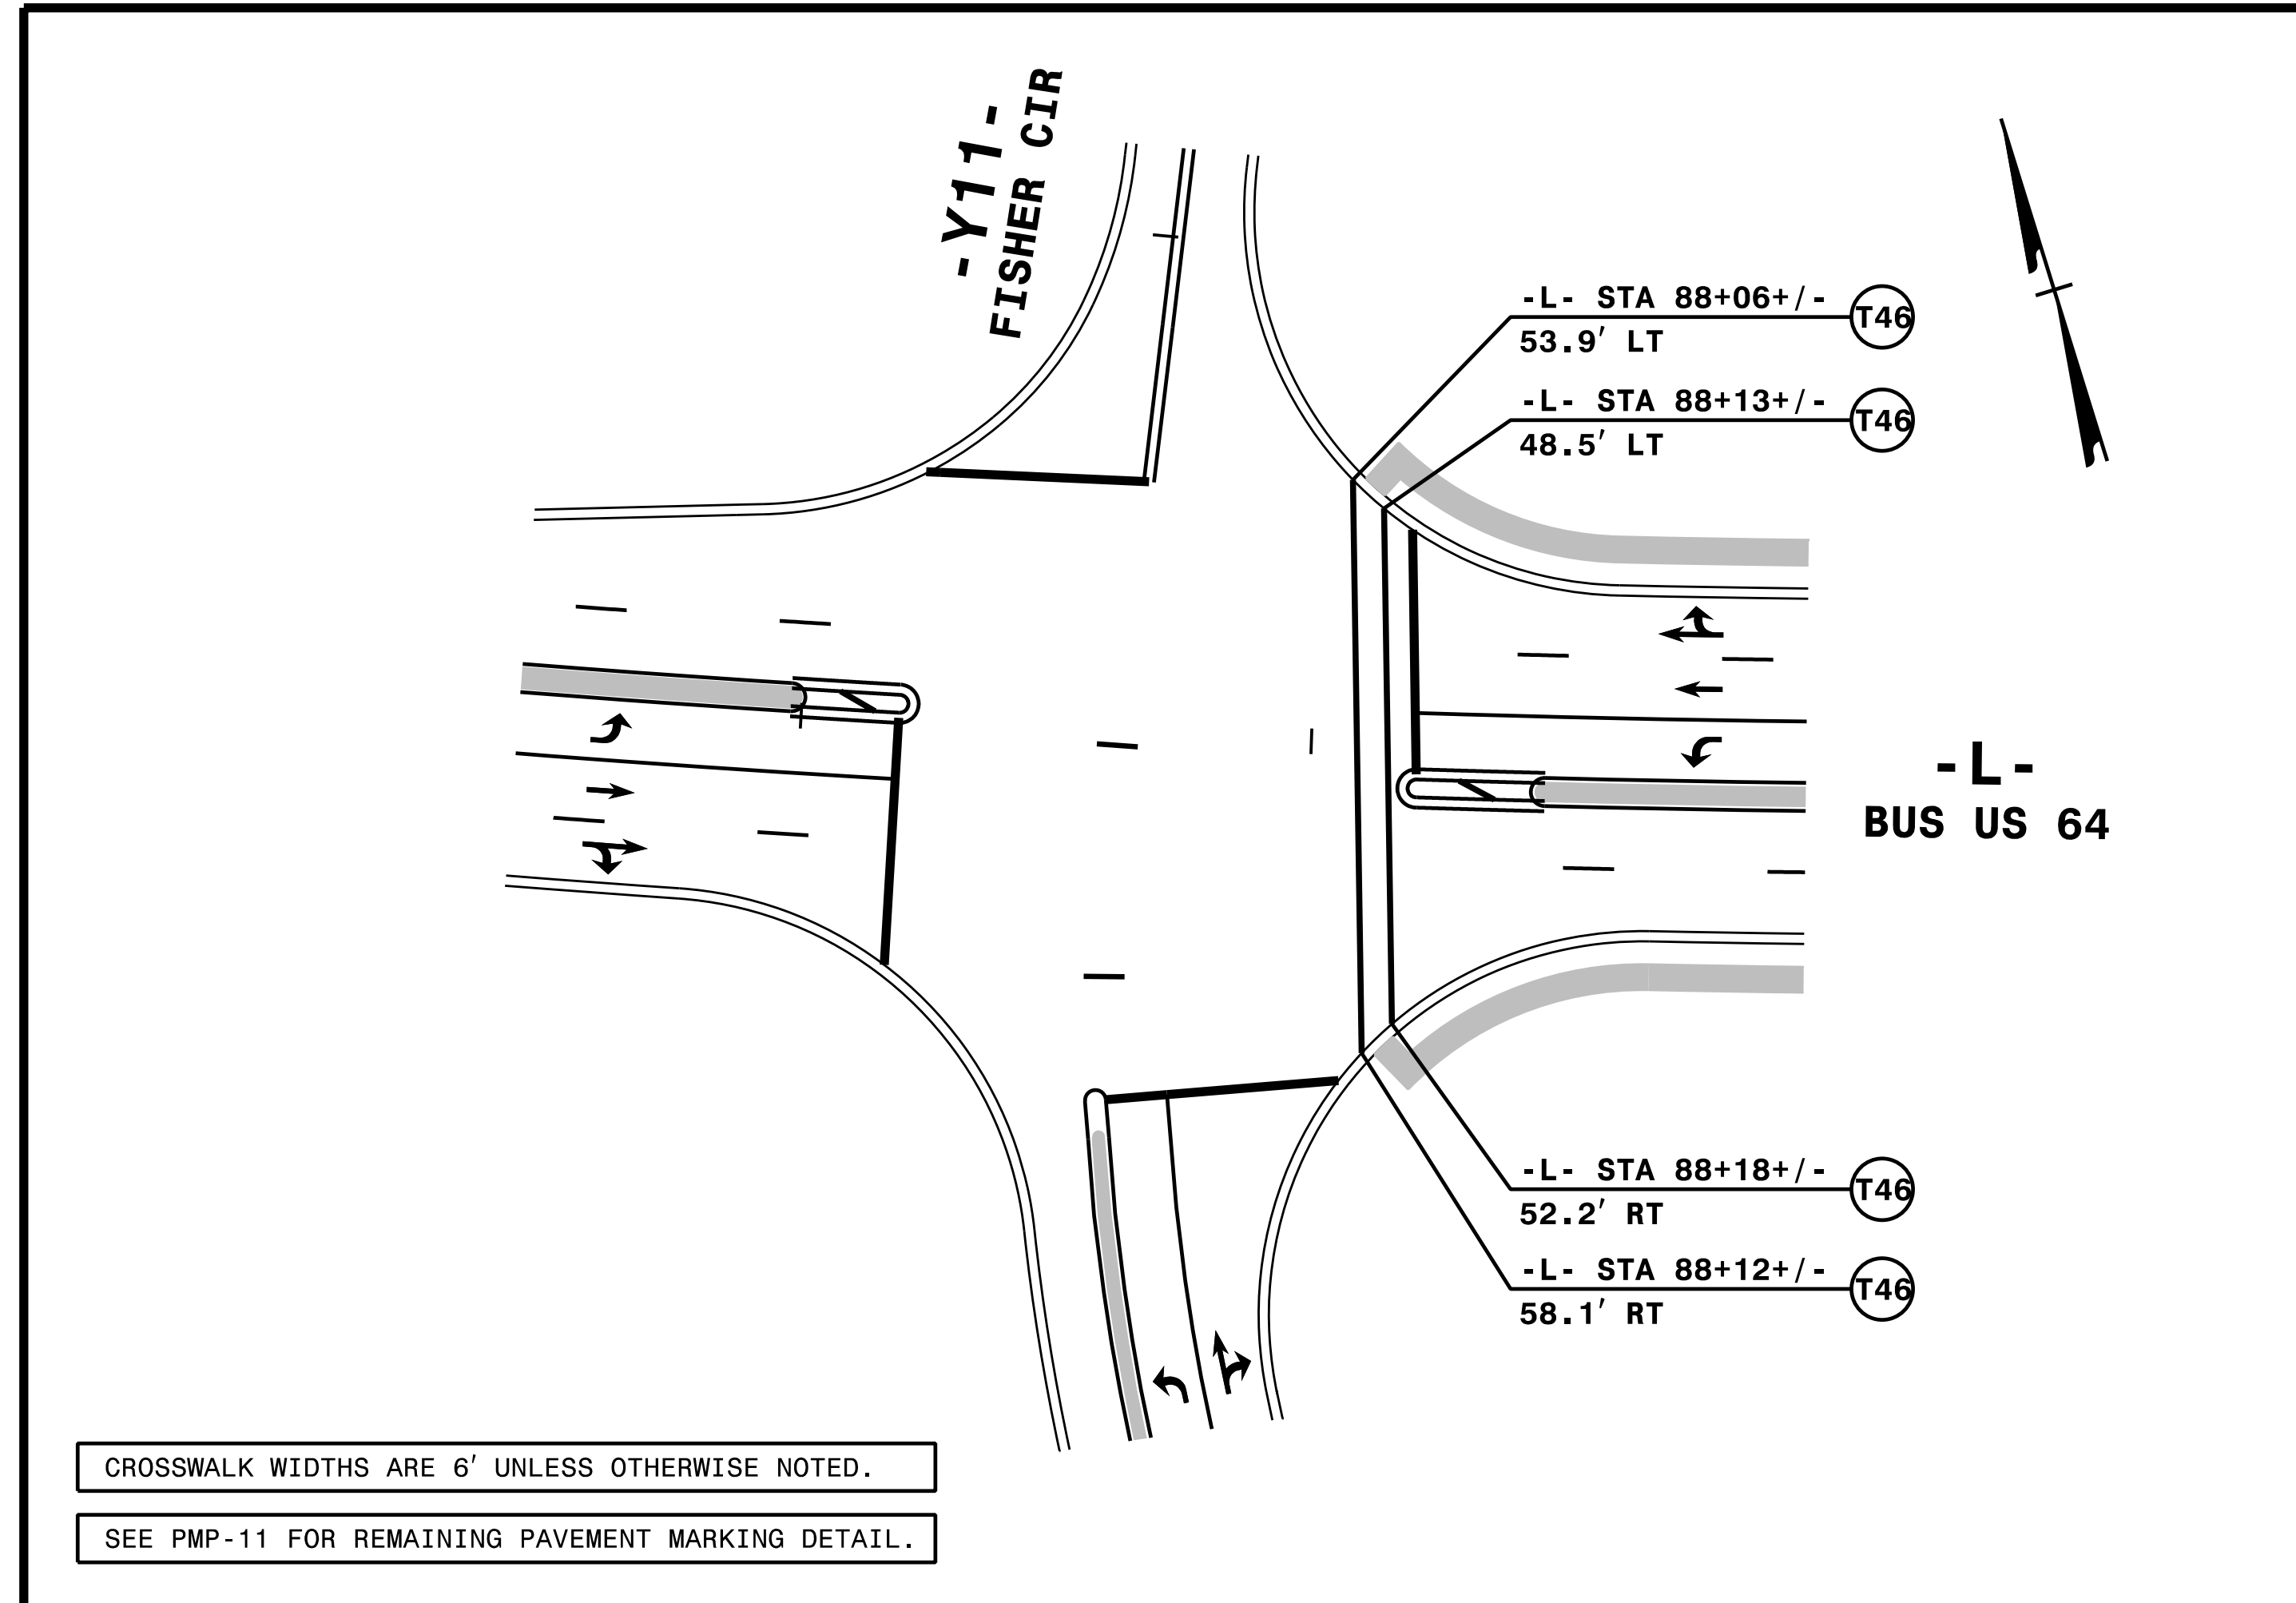 -Y11-
FISHER CIR
-L- STA 88+06+/-
53.9' LT
T46
-L- STA 88+13+/-
48.5' LT
T46
-L-
BUS US 64
-L- STA 88+18+/-
52.2' RT
T46
-L- STA 88+12+/-
58.1' RT
T46
CROSSWALK WIDTHS ARE 6' UNLESS OTHERWISE NOTED.
SEE PMP-11 FOR REMAINING PAVEMENT MARKING DETAIL.